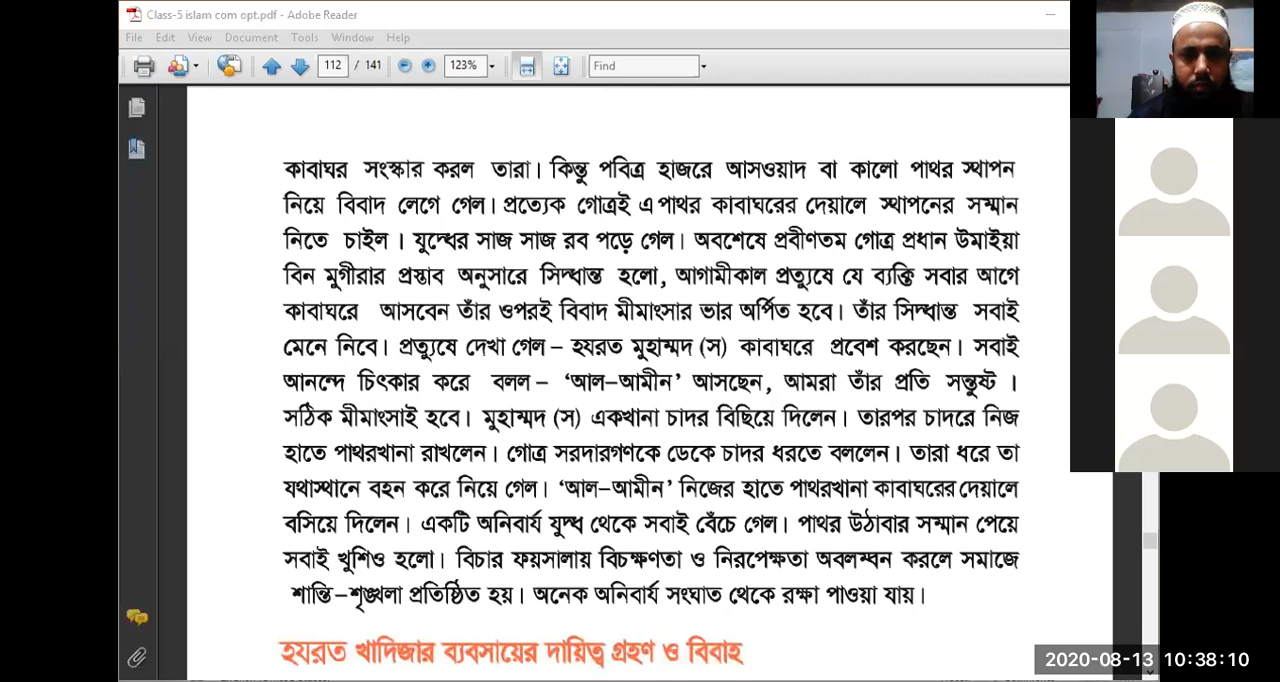 Class-5 islam com opt.pdf - Adobe Reader
File Edit View Document Tools Window Help
112 / 141 123% Find
কাবাঘর সংস্কার করল তারা। কিন্তু পবিত্র হাজরে আসওয়াদ বা কালো পাথর স্থাপন
নিয়ে বিবাদ লেগে গেল। প্রত্যেক গোত্রই এ পাথর কাবাঘরের দেয়ালে স্থাপনের সম্মান
নিতে চাইল । যুদ্ধের সাজ সাজ রব পড়ে গেল। অবশেষে প্রবীণতম গোত্র প্রধান উমাইয়া
বিন মুগীরার প্রস্তাব অনুসারে সিদ্ধান্ত হলো, আগামীকাল প্রত্যুষে যে ব্যক্তি সবার আগে
কাবাঘরে আসবেন তাঁর ওপরই বিবাদ মীমাংসার ভার অর্পিত হবে। তাঁর সিদ্ধান্ত সবাই
মেনে নিবে। প্রত্যুষে দেখা গেল – হযরত মুহাম্মদ (স) কাবাঘরে প্রবেশ করছেন। সবাই
আনন্দে চিৎকার করে বলল – ‘আল–আমীন’ আসছেন, আমরা তাঁর প্রতি সন্তুষ্ট ।
সঠিক মীমাংসাই হবে। মুহাম্মদ (স) একখানা চাদর বিছিয়ে দিলেন। তারপর চাদরে নিজ
হাতে পাথরখানা রাখলেন। গোত্র সরদারগণকে ডেকে চাদর ধরতে বললেন। তারা ধরে তা
যথাস্থানে বহন করে নিয়ে গেল। ‘আল–আমীন’ নিজের হাতে পাথরখানা কাবাঘরের দেয়ালে
বসিয়ে দিলেন। একটি অনিবার্য যুদ্ধ থেকে সবাই বেঁচে গেল। পাথর উঠাবার সম্মান পেয়ে
সবাই খুশিও হলো। বিচার ফয়সালায় বিচক্ষণতা ও নিরপেক্ষতা অবলম্বন করলে সমাজে
শান্তি–শৃঙ্খলা প্রতিষ্ঠিত হয়। অনেক অনিবার্য সংঘাত থেকে রক্ষা পাওয়া যায়।
হযরত খাদিজার ব্যবসায়ের দায়িত্ব গ্রহণ ও বিবাহ
2020-08-13 10:38:10